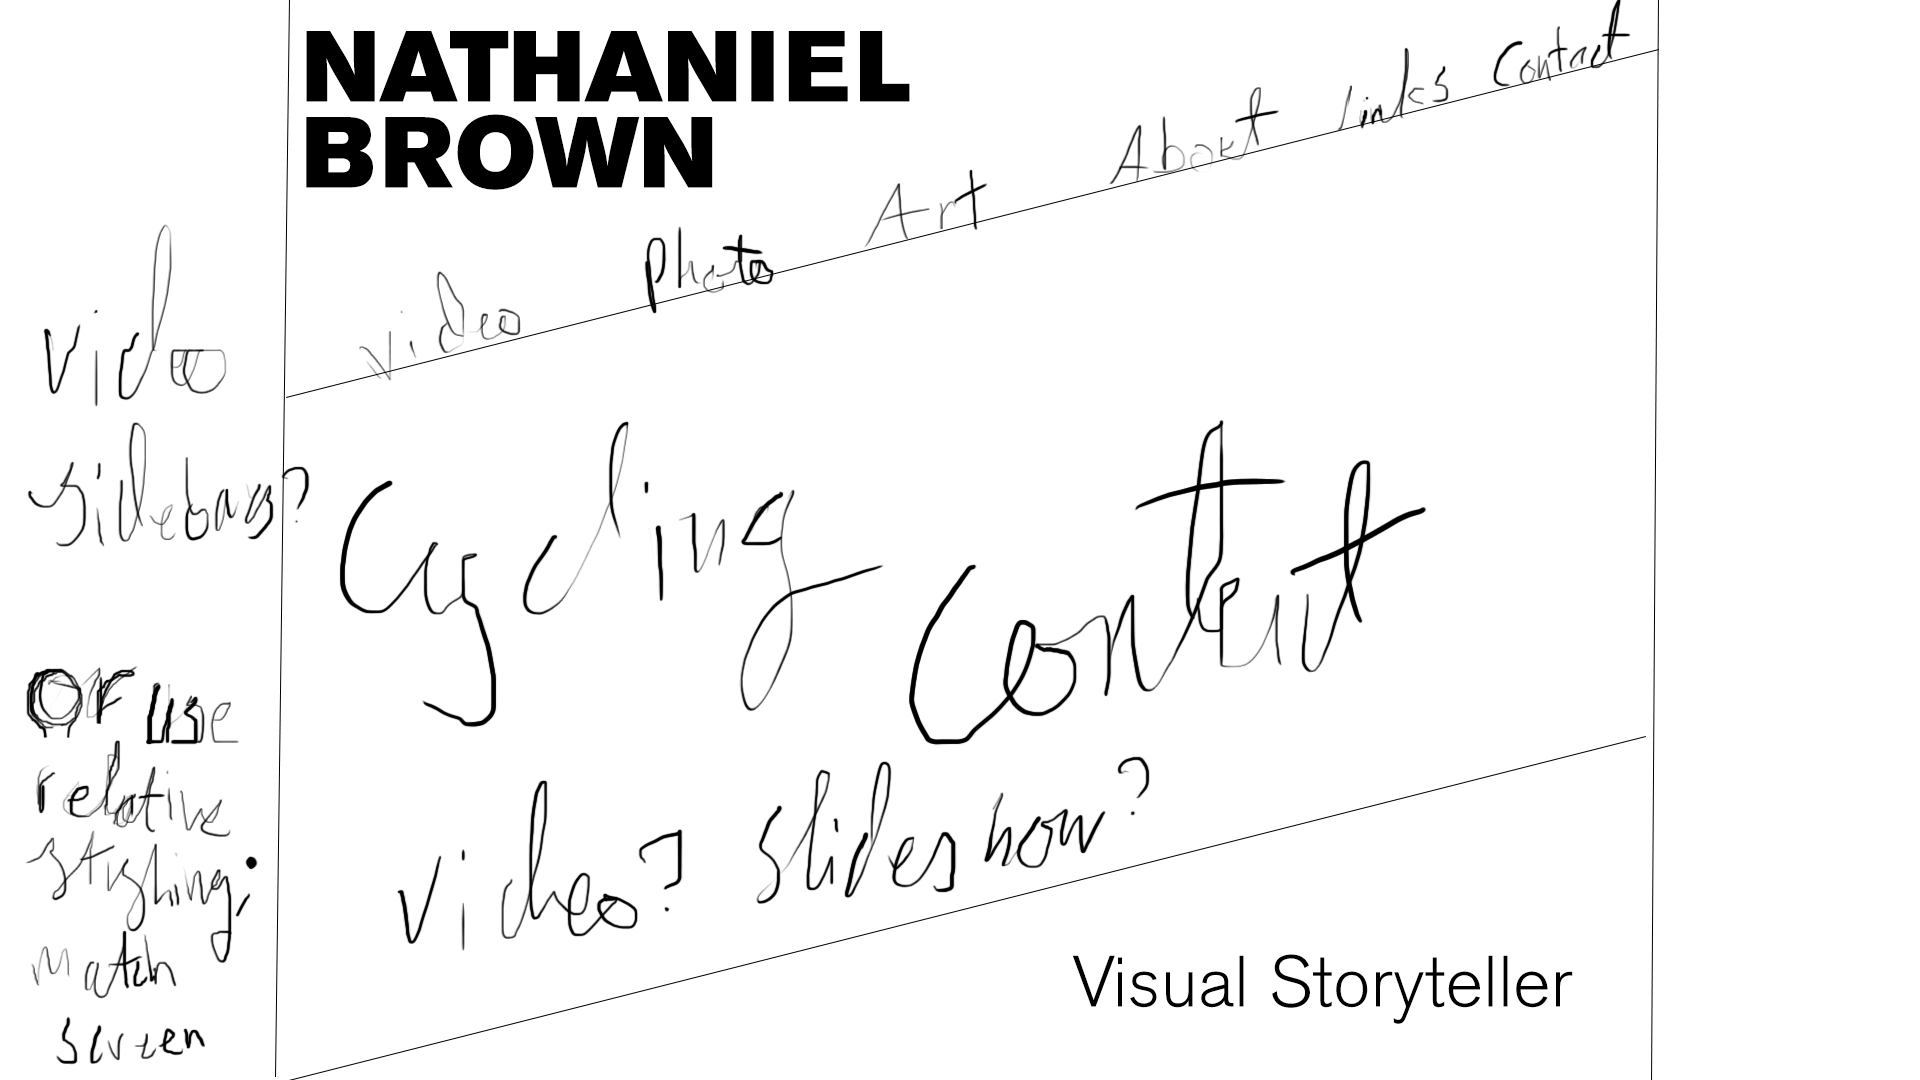 NATHANIEL
BROWN
video Photo Art About links Contact
Video
sidebars?
Cycling Content
video? slideshow?
Or use
relative
styling;
match
screen
Visual Storyteller